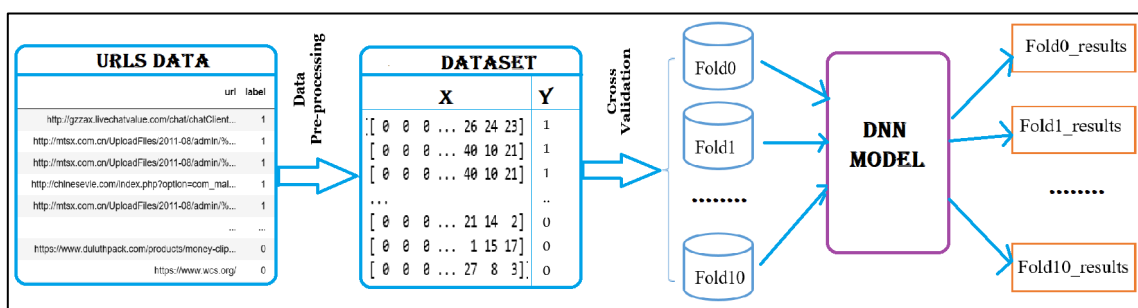 URLS DATA
url label
http://gzzax.livechatvalue.com/chat/chatClient... 1
http://mtsx.com.cn/UploadFiles/2011-08/admin/%... 1
http://mtsx.com.cn/UploadFiles/2011-08/admin/%... 1
http://chinesevie.com/index.php?option=com_mal... 1
http://mtsx.com.cn/UploadFiles/2011-08/admin/%... 1
... ...
https://www.duluthpack.com/products/money-clip... 0
https://www.wcs.org/ 0
Data
Pre-processing
DATASET
X Y
[ 0 0 0 ... 26 24 23] 1
[ 0 0 0 ... 40 10 21] 1
[ 0 0 0 ... 40 10 21] 1
... ..
[ 0 0 0 ... 21 14 2] 0
[ 0 0 0 ... 1 15 17] 0
[ 0 0 0 ... 27 8 3] 0
Cross
Validation
Fold0
Fold1
........
Fold10
DNN
MODEL
Fold0_results
Fold1_results
........
Fold10_results